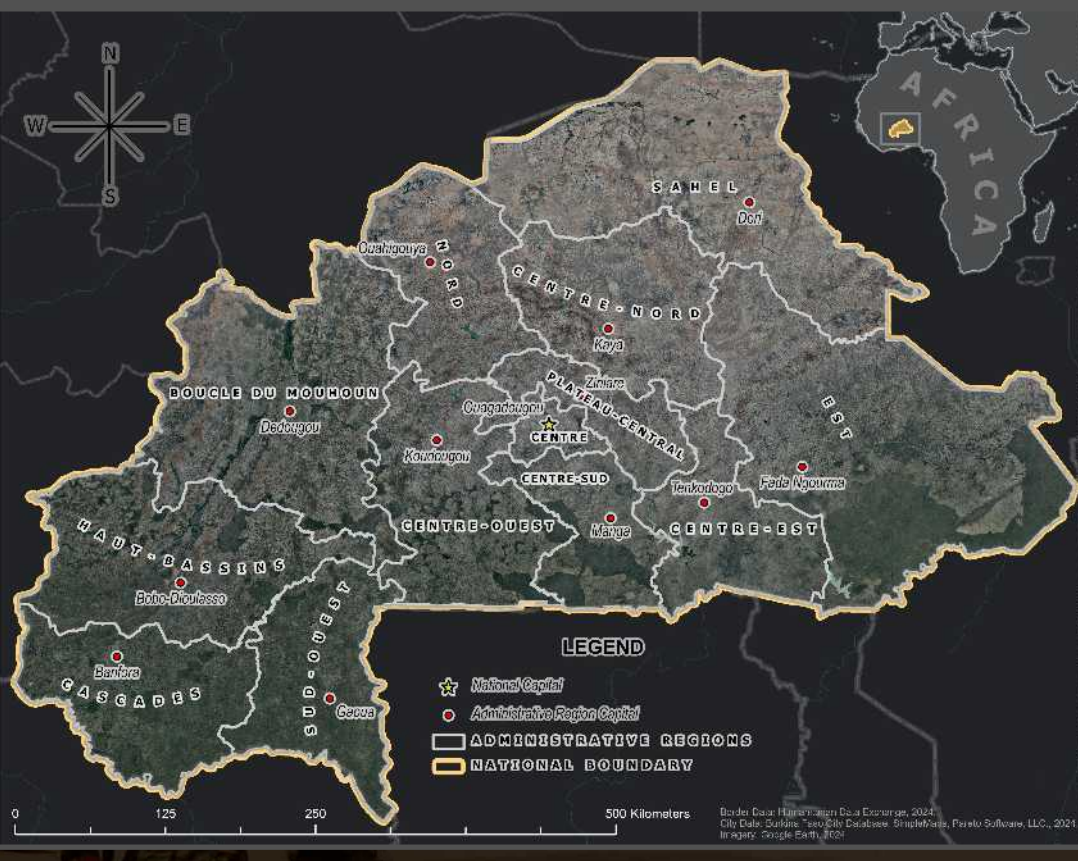 N
W E
S
AFRICA
SAHEL
Dori
Ouahigouya
NORD
CENTRE-NORD
Kaya
BOUCLE DU MOUHOUN
Dedougou
Ziniare
PLATEAU-CENTRAL
Ouagadougou
CENTRE
Koudougou
EST
Fada Ngourma
CENTRE-SUD
Tenkodogo
CENTRE-OUEST
Manga
CENTRE-EST
HAUT-BASSINS
Bobo-Dioulasso
SUD-OUEST
Banfora
CASCADES
Gaoua
LEGEND
National Capital
Administrative Region Capital
ADMINISTRATIVE REGIONS
NATIONAL BOUNDARY
0 125 250 500 Kilometers
Border Data: Humanitarian Data Exchange, 2024.
City Data: Burkina Faso City Database, SimpleMaps, Pareto Software, LLC., 2024
Imagery: Google Earth, 2024